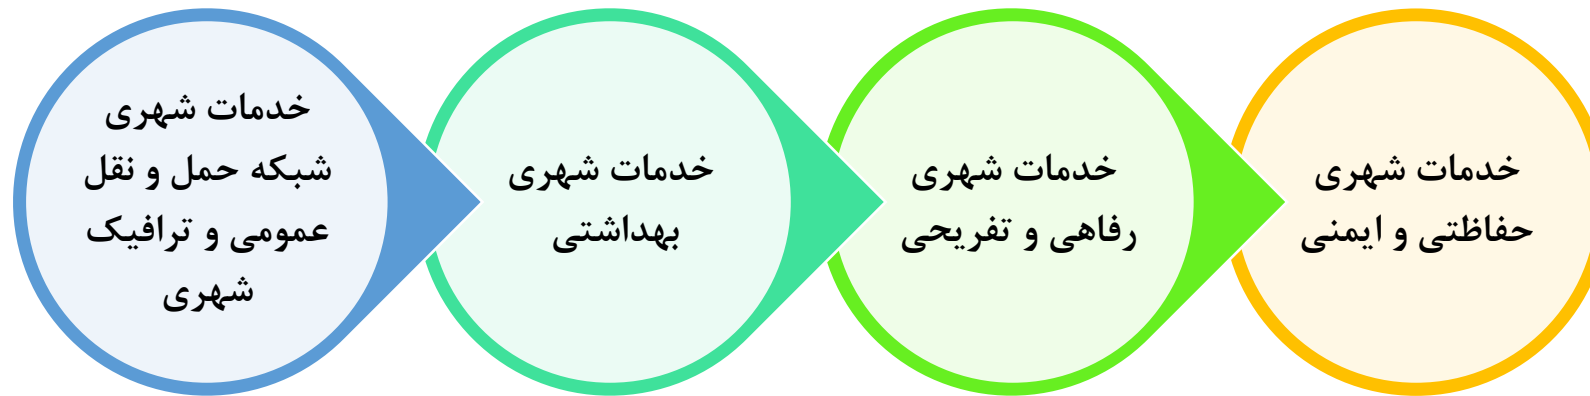 خدمات شهری
شبکه حمل و نقل
عمومی و ترافیک
شهری
خدمات شهری
بهداشتی
خدمات شهری
رفاهی و تفریحی
خدمات شهری
حفاظتی و ایمنی